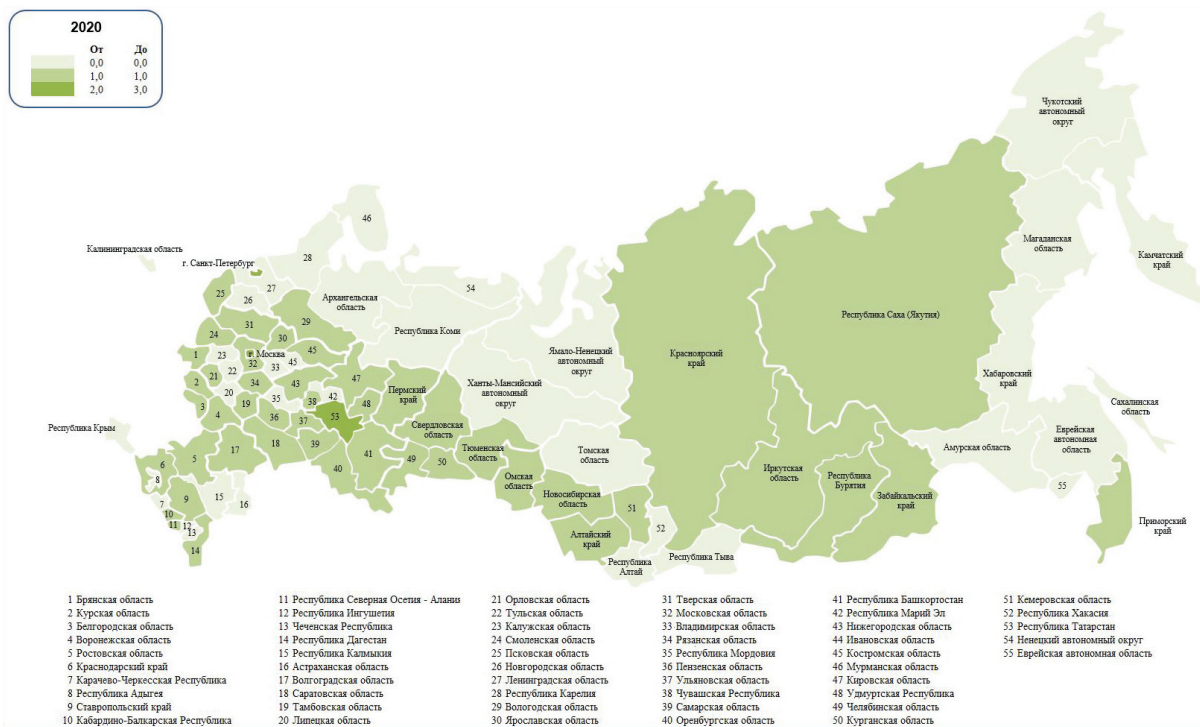 2020
От До
0,0 0,0
1,0 1,0
2,0 3,0
Чукотский
автономный
округ
46
Калининградская область
г. Санкт-Петербург
28
Магаданская
область
Камчатский
край
27
54
25
26
Архангельская
область
Республика Саха (Якутия)
31
29
Республика Коми
24
30
Ямало-Ненецкий
автономный
округ
Красноярский
край
1
23
г. Москва
45
32
45
33
22
21
47
Хабаровский
край
Ханты-Мансийский
автономный
округ
2
34
43
Пермский
край
20
35
38
42
48
3
19
Сахалинская
область
4
36
37
53
Свердловская
область
Республика Крым
Еврейская
автономная
область
17
18
39
Амурская область
Тюменская
область
Томская
область
6
5
40
41
49
50
Иркутская
область
Республика
Бурятия
8
Омская
область
55
9
Новосибирская
область
Забайкальский
край
7
15
16
51
10
11
12
13
Алтайский
край
52
Приморский
край
14
Республика
Алтай
Республика Тыва
1 Брянская область
2 Курская область
3 Белгородская область
4 Воронежская область
5 Ростовская область
6 Краснодарский край
7 Карачево-Черкесская Республика
8 Республика Адыгея
9 Ставропольский край
10 Кабардино-Балкарская Республика
11 Республика Северная Осетия - Алания
12 Республика Ингушетия
13 Чеченская Республика
14 Республика Дагестан
15 Республика Калмыкия
16 Астраханская область
17 Волгоградская область
18 Саратовская область
19 Тамбовская область
20 Липецкая область
21 Орловская область
22 Тульская область
23 Калужская область
24 Смоленская область
25 Псковская область
26 Новгородская область
27 Ленинградская область
28 Республика Карелия
29 Вологодская область
30 Ярославская область
31 Тверская область
32 Московская область
33 Владимирская область
34 Рязанская область
35 Республика Мордовия
36 Пензенская область
37 Ульяновская область
38 Чувашская Республика
39 Самарская область
40 Оренбургская область
41 Республика Башкортостан
42 Республика Марий Эл
43 Нижегородская область
44 Ивановская область
45 Костромская область
46 Мурманская область
47 Кировская область
48 Удмуртская Республика
49 Челябинская область
50 Курганская область
51 Кемеровская область
52 Республика Хакасия
53 Республика Татарстан
54 Ненецкий автономный округ
55 Еврейская автономная область